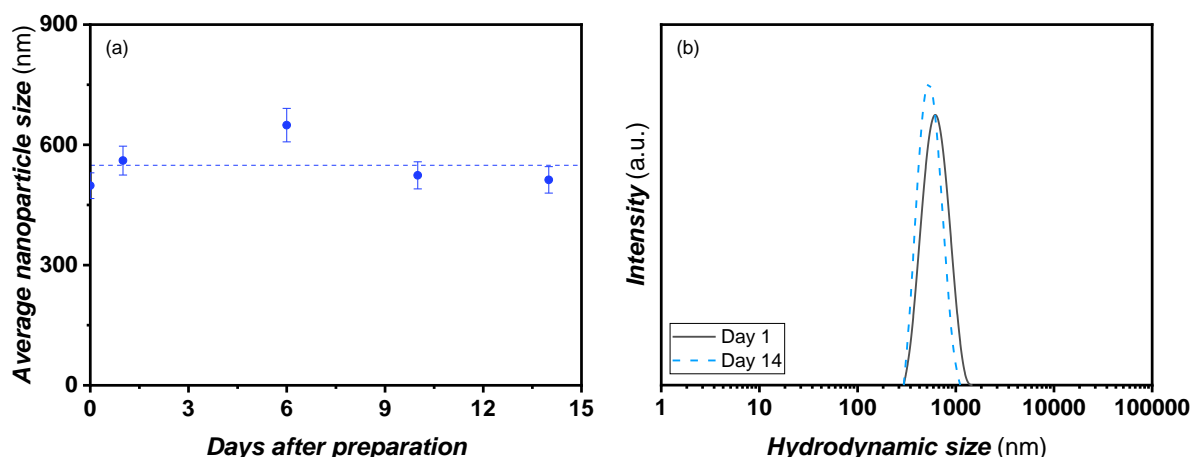 (a)
Average nanoparticle size (nm)
900
600
300
0
0 3 6 9 12 15
Days after preparation
(b)
Intensity (a.u.)
Day 1
Day 14
1 10 100 1000 10000 100000
Hydrodynamic size (nm)